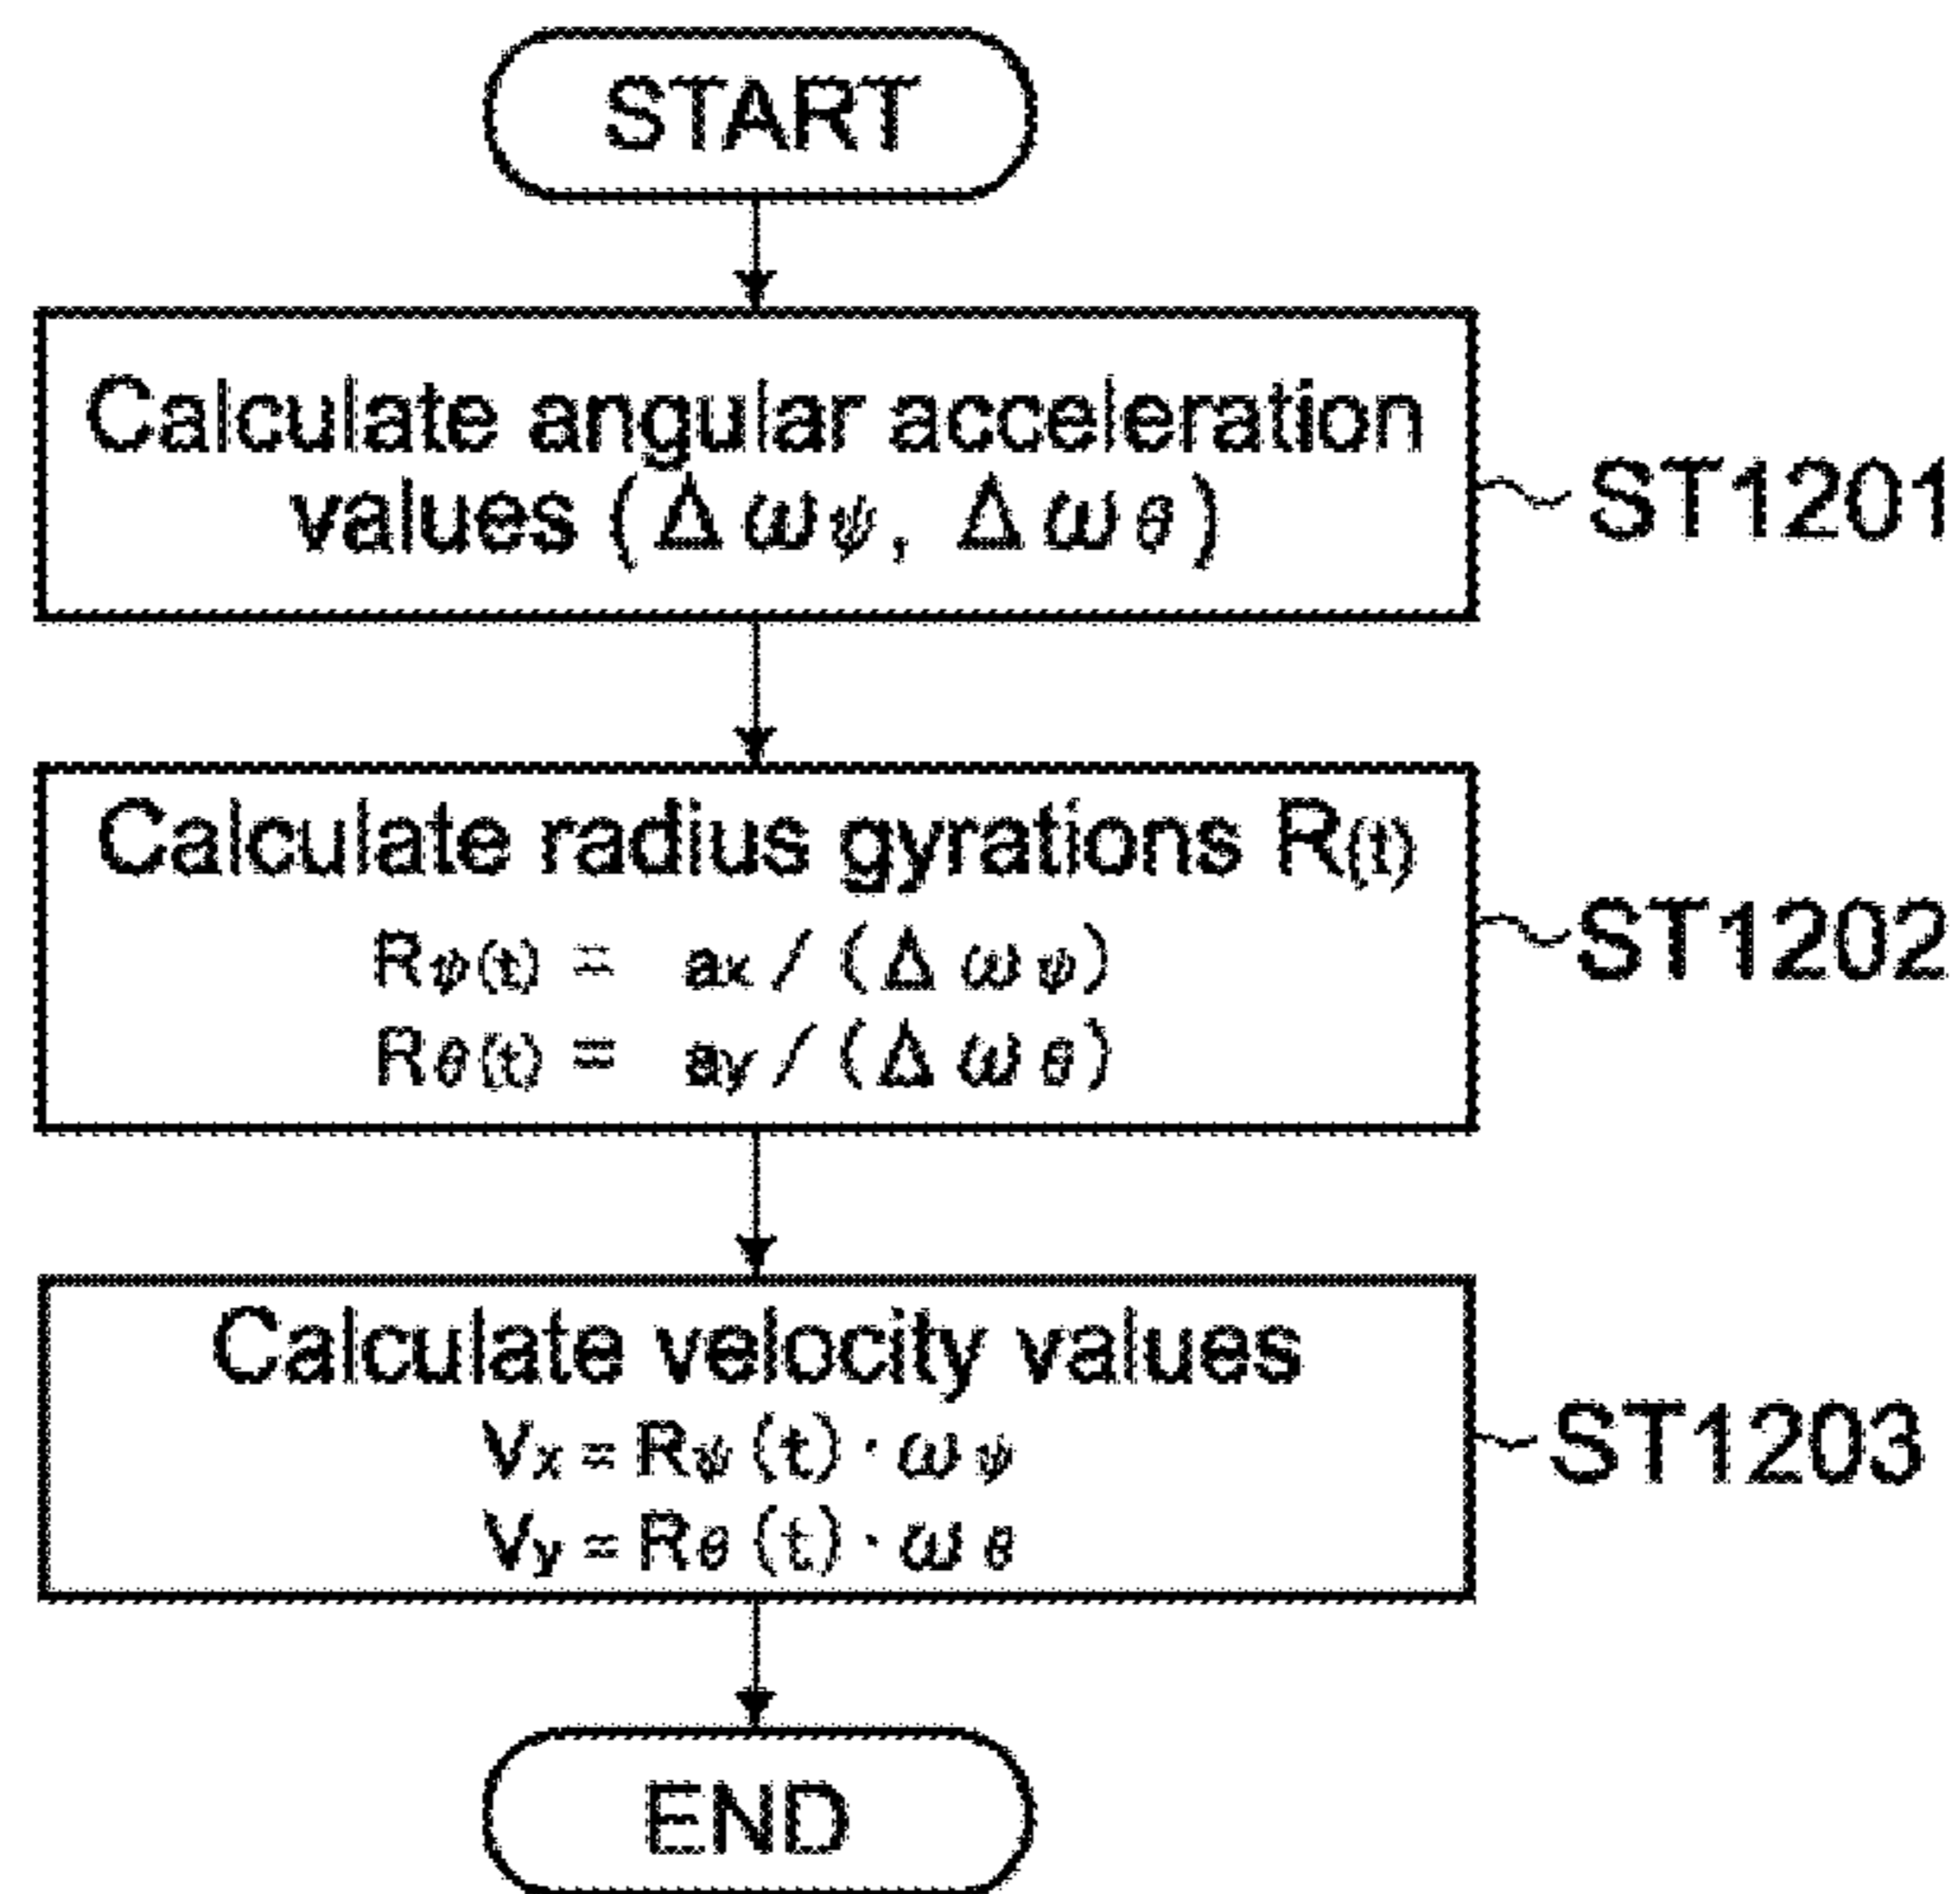 START
Calculate angular acceleration
values (Δωψ, Δωθ)
ST1201
Calculate radius gyrations R(t)
Rψ(t) = ax/(Δωψ)
Rθ(t) = ay/(Δωθ)
ST1202
Calculate velocity values
Vx=Rψ(t)·ωψ
Vy=Rθ(t)·ωθ
ST1203
END